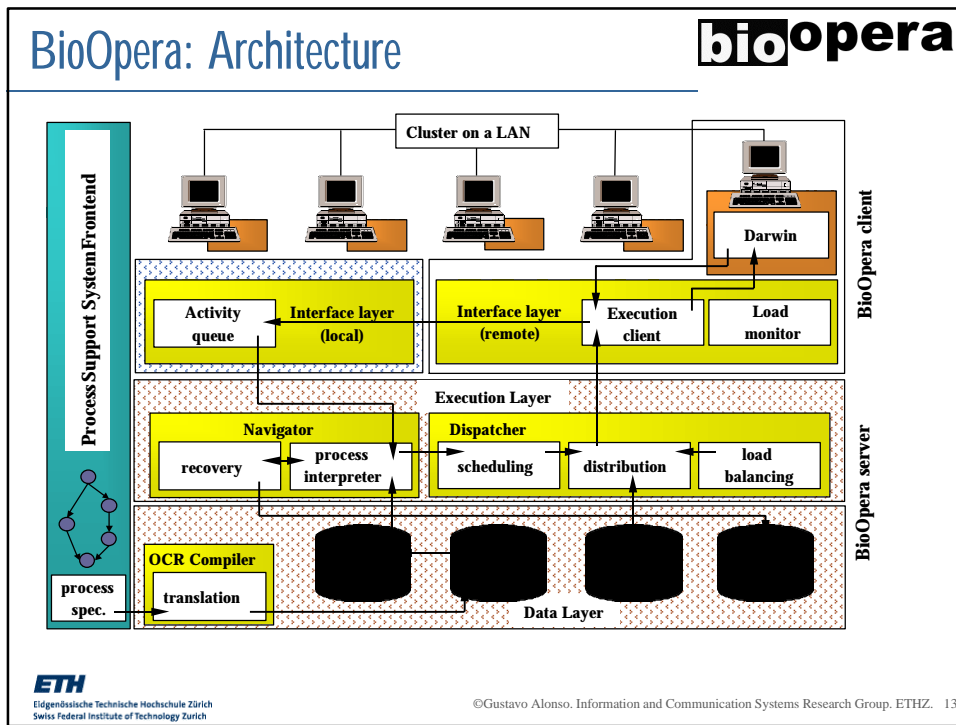 BioOpera: Architecture
bioopera
Cluster on a LAN
Process Support System Frontend
BioOpera client
Darwin
Activity
queue
Interface layer
(local)
Interface layer
(remote)
Execution
client
Load
monitor
Execution Layer
Navigator
Dispatcher
recovery
process
interpreter
scheduling
distribution
load
balancing
BioOpera server
OCR Compiler
process
spec.
translation
Data Layer
ETH
Eidgenössische Technische Hochschule Zürich
Swiss Federal Institute of Technology Zurich
©Gustavo Alonso. Information and Communication Systems Research Group. ETHZ. 13